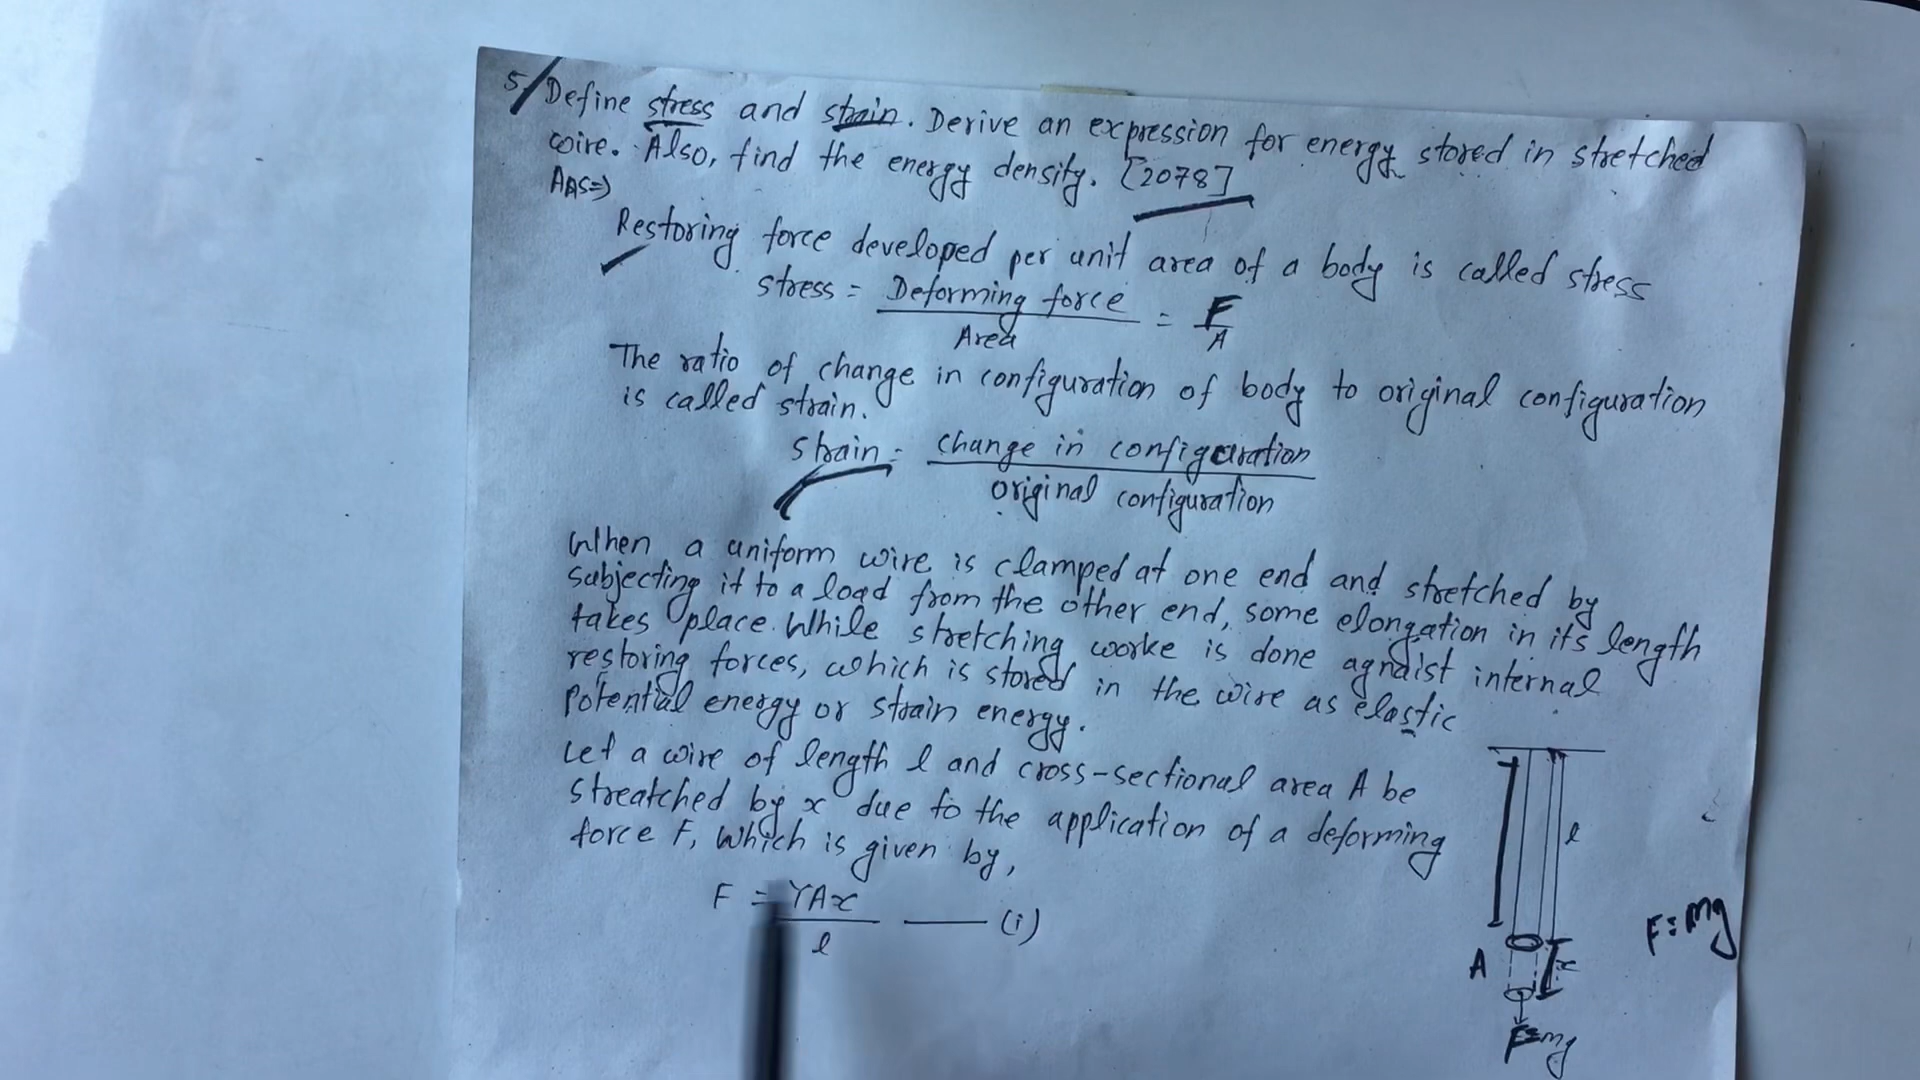 5/ Define stress and strain. Derive an expression for energy stored in stretched
wire. Also, find the energy density. [2078]
Ans=>
Restoring force developed per unit area of a body is called stress
stress = Deforming force / Area = F / A
The ratio of change in configuration of body to original configuration
is called strain.
strain = change in configuration / original configuration
When a uniform wire is clamped at one end and stretched by
subjecting it to a load from the other end, some elongation in its length
takes place. While stretching worke is done agnaist internal
restoring forces, which is stored in the wire as elastic
potential energy or strain energy.
Let a wire of length l and cross-sectional area A be
streatched by x due to the application of a deforming
force F, which is given by,
F = YAx / l —— (i)
l
A
x
F=mg
F=mg